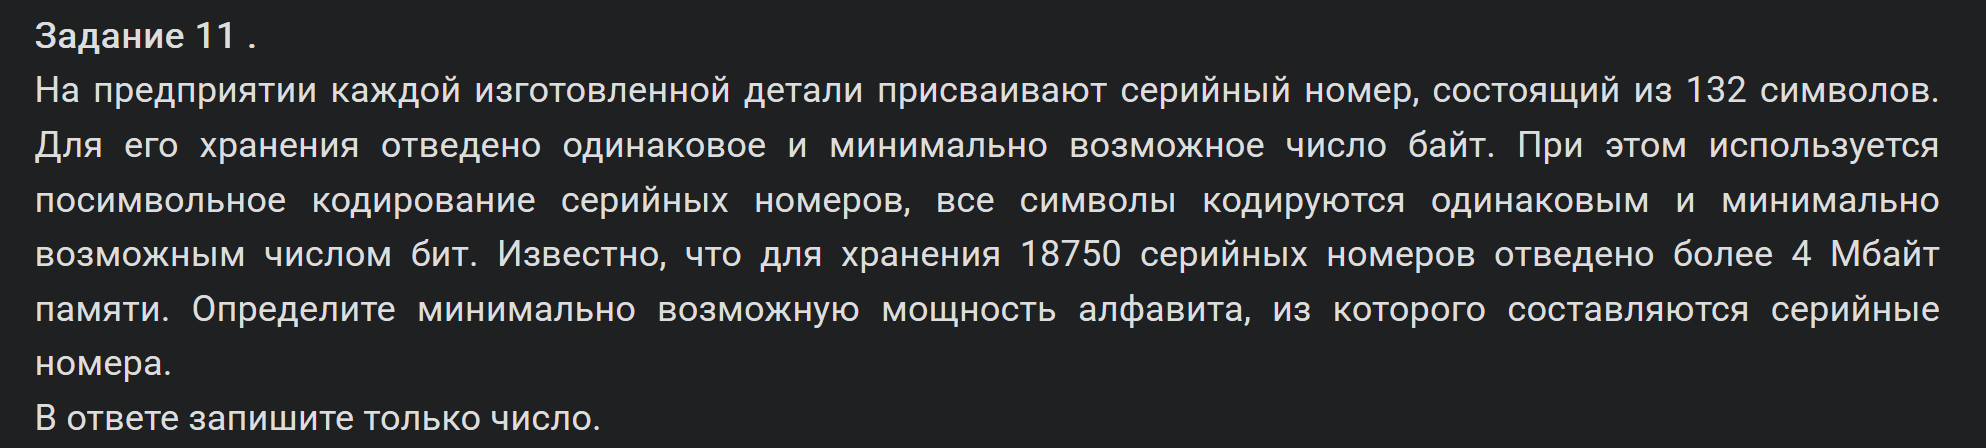 Задание 11 .
На предприятии каждой изготовленной детали присваивают серийный номер, состоящий из 132 символов.
Для его хранения отведено одинаковое и минимально возможное число байт. При этом используется
посимвольное кодирование серийных номеров, все символы кодируются одинаковым и минимально
возможным числом бит. Известно, что для хранения 18750 серийных номеров отведено более 4 Мбайт
памяти. Определите минимально возможную мощность алфавита, из которого составляются серийные
номера.
В ответе запишите только число.